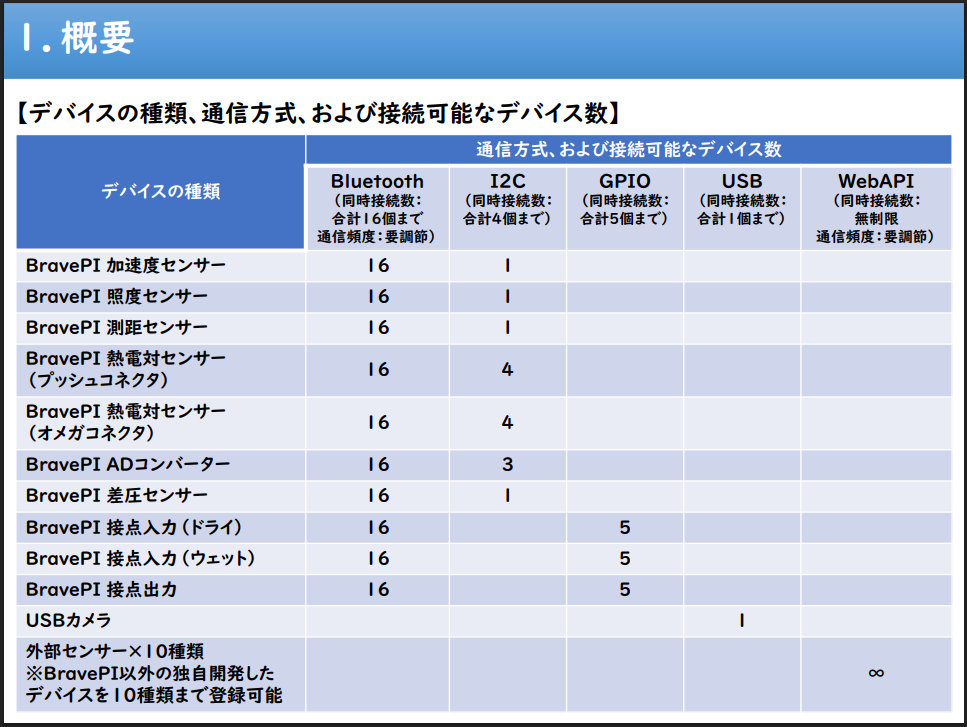 1.概要
【デバイスの種類、通信方式、および接続可能なデバイス数】
デバイスの種類
通信方式、および接続可能なデバイス数
Bluetooth
(同時接続数:
合計16個まで
通信頻度:要調節)
I2C
(同時接続数:
合計4個まで)
GPIO
(同時接続数:
合計5個まで)
USB
(同時接続数:
合計1個まで)
WebAPI
(同時接続数:
無制限
通信頻度:要調節)
BravePI 加速度センサー 16 1
BravePI 照度センサー 16 1
BravePI 測距センサー 16 1
BravePI 熱電対センサー
(プッシュコネクタ) 16 4
BravePI 熱電対センサー
(オメガコネクタ) 16 4
BravePI ADコンバーター 16 3
BravePI 差圧センサー 16 1
BravePI 接点入力(ドライ) 16 5
BravePI 接点入力(ウェット) 16 5
BravePI 接点出力 16 5
USBカメラ 1
外部センサー×10種類
※BravePI以外の独自開発した
デバイスを10種類まで登録可能
∞